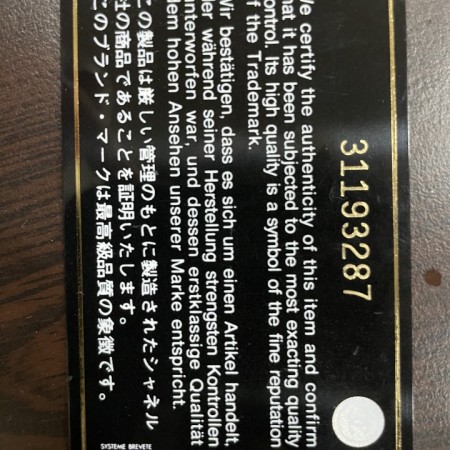 31193287
We certify the authenticity of this item and confirm
that it has been subjected to the most exacting quality
control. Its high quality is a symbol of the fine reputation
of the Trademark.
Wir bestätigen, dass es sich um einen Artikel handelt,
der während seiner Herstellung strengsten Kontrollen
unterworfen war, und dessen erstklassige Qualität
dem hohen Ansehen unserer Marke entspricht.
この製品は厳しい管理のもとに製造されたシャネル
社の商品であることを証明いたします。
このブランド・マークは最高級品質の象徴です。
SYSTEME BREVETE